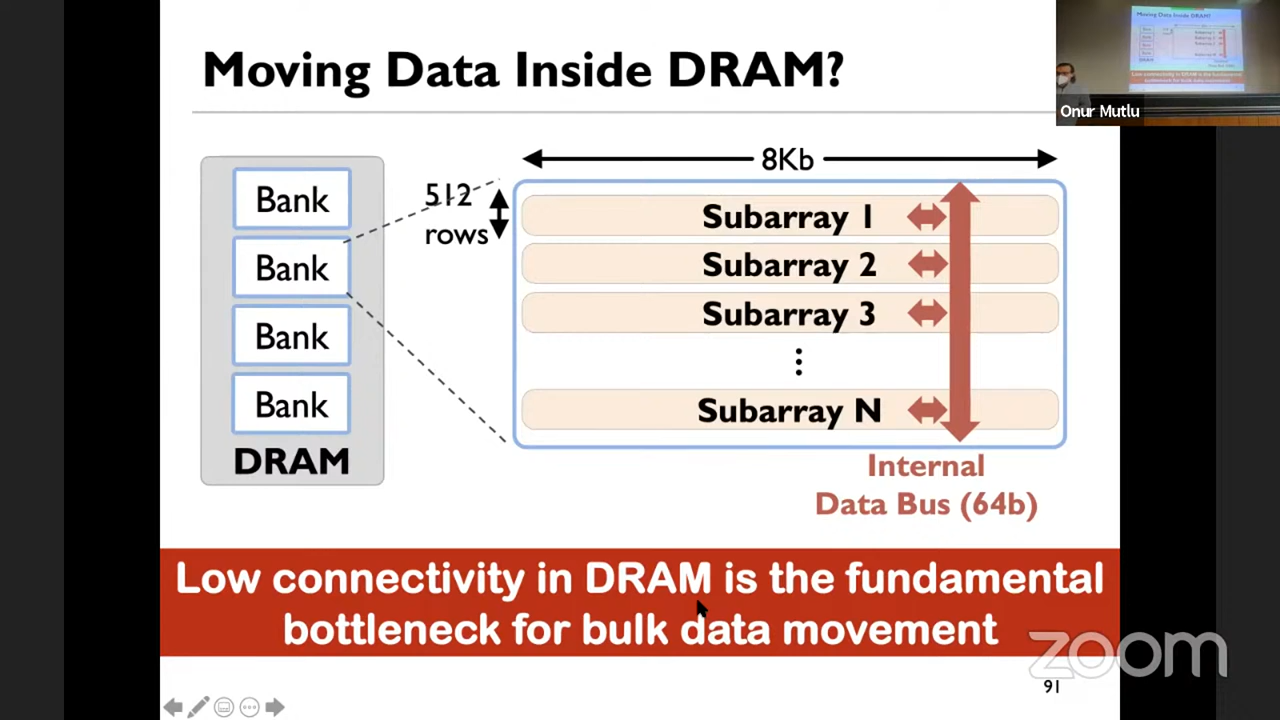 Moving Data Inside DRAM?
Onur Mutlu
Bank
Bank
Bank
Bank
DRAM
512
rows
8Kb
Subarray 1
Subarray 2
Subarray 3
Subarray N
Internal
Data Bus (64b)
Low connectivity in DRAM is the fundamental
bottleneck for bulk data movement
zoom
91